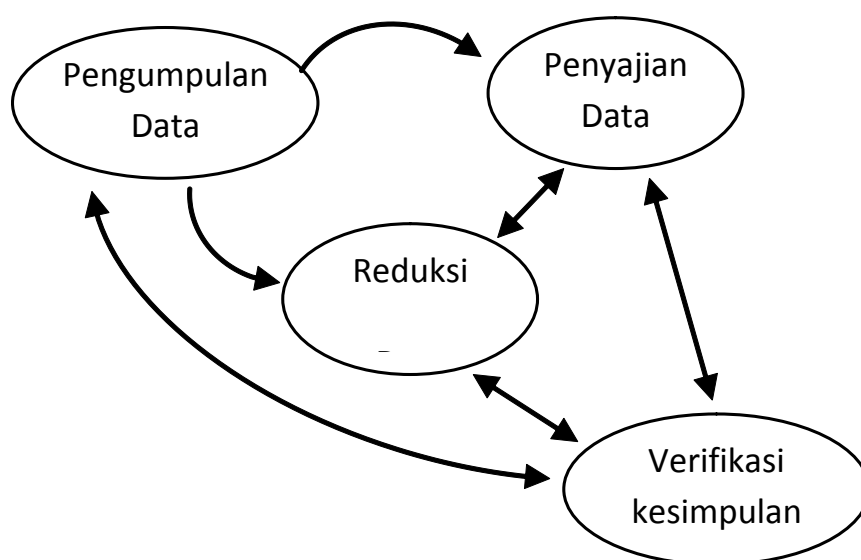 Pengumpulan
Data
Penyajian
Data
Reduksi
Verifikasi
kesimpulan